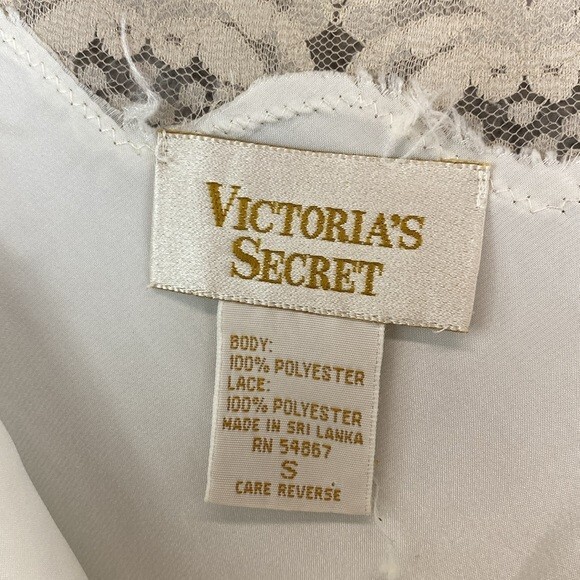 VICTORIA'S
SECRET
BODY:
100% POLYESTER
LACE:
100% POLYESTER
MADE IN SRI LANKA
RN 54867
S
CARE REVERSE